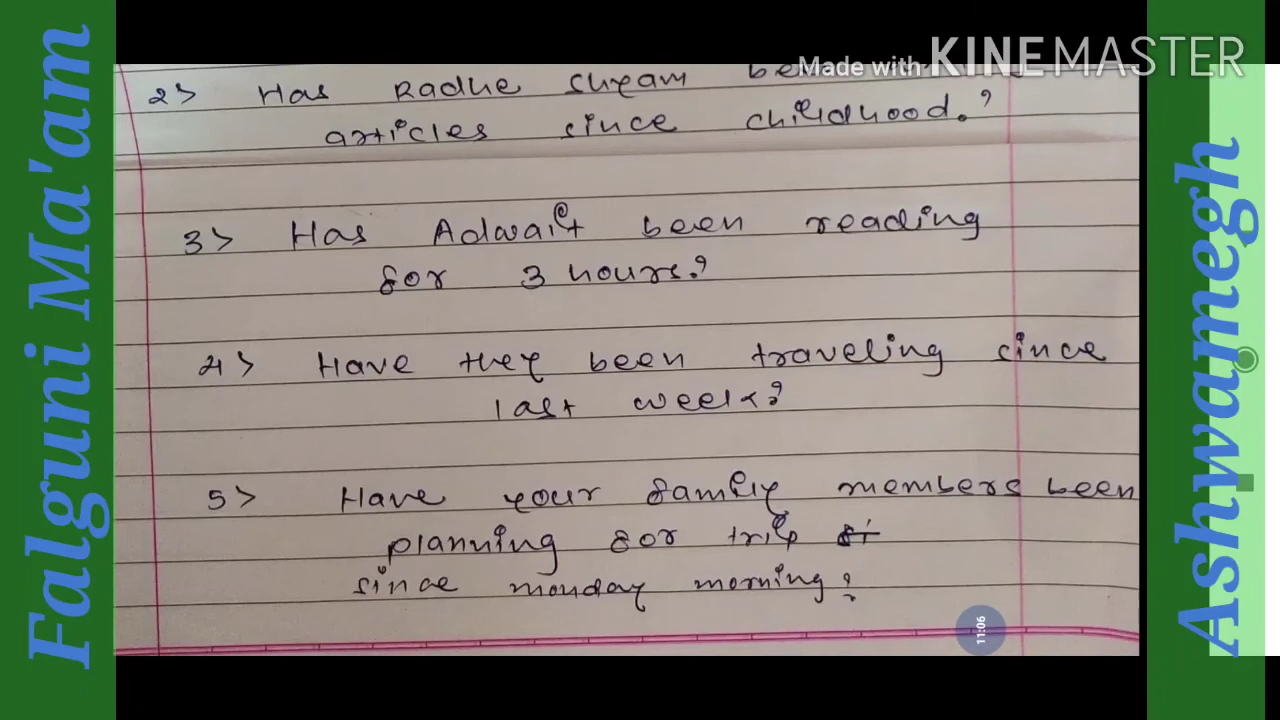 Falguni Ma'am
Made with KINEMASTER
2> Has Radhe shyam
articles since childhood.?
3> Has Adwait been reading
for 3 hours.?
4> Have they been traveling since
last week?
5> Have your family members been
planning for trip
since monday morning?
11:06
Ashwamegh